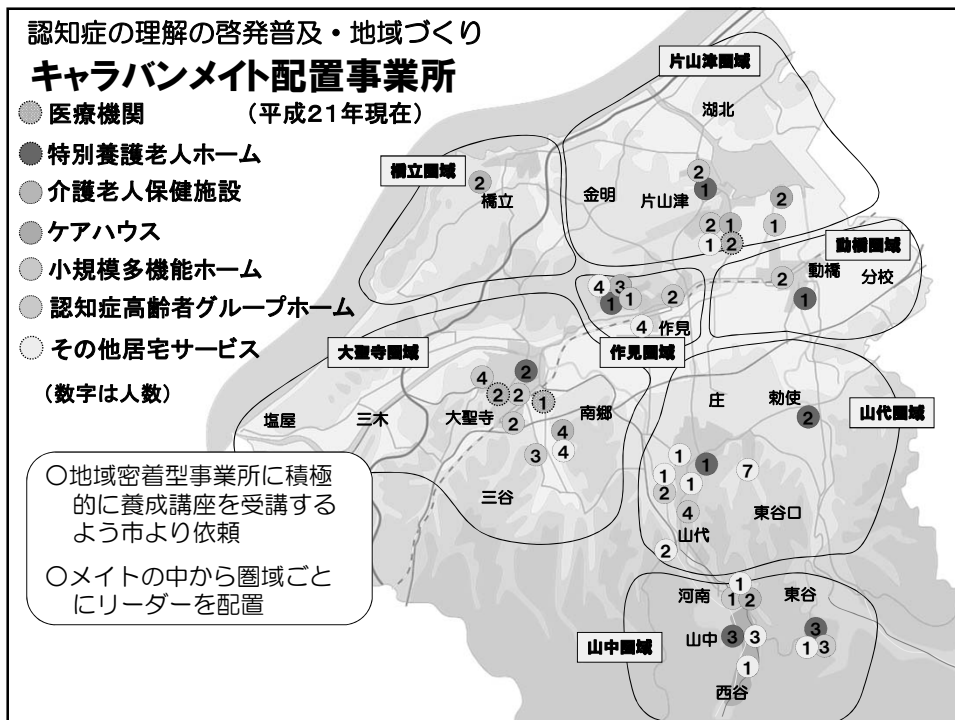 認知症の理解の啓発普及・地域づくり
キャラバンメイト配置事業所
医療機関 (平成21年現在)
特別養護老人ホーム
介護老人保健施設
ケアハウス
小規模多機能ホーム
認知症高齢者グループホーム
その他居宅サービス
(数字は人数)
片山津圏域
湖北
金明
片山津
2
1
2
2
1
1
1
2
橋立圏域
2
橋立
動橋圏域
動橋
分校
2
1
作見圏域
4
3
1
1
2
4
作見
大聖寺圏域
塩屋
三木
大聖寺
南郷
三谷
4
2
2
2
1
2
4
4
3
山代圏域
庄
勅使
2
1
1
7
1
1
2
4
山代
東谷口
2
山中圏域
河南
東谷
1
1
2
山中
3
3
3
1
3
1
西谷
○地域密着型事業所に積極
的に養成講座を受講する
よう市より依頼
○メイトの中から圏域ごと
にリーダーを配置